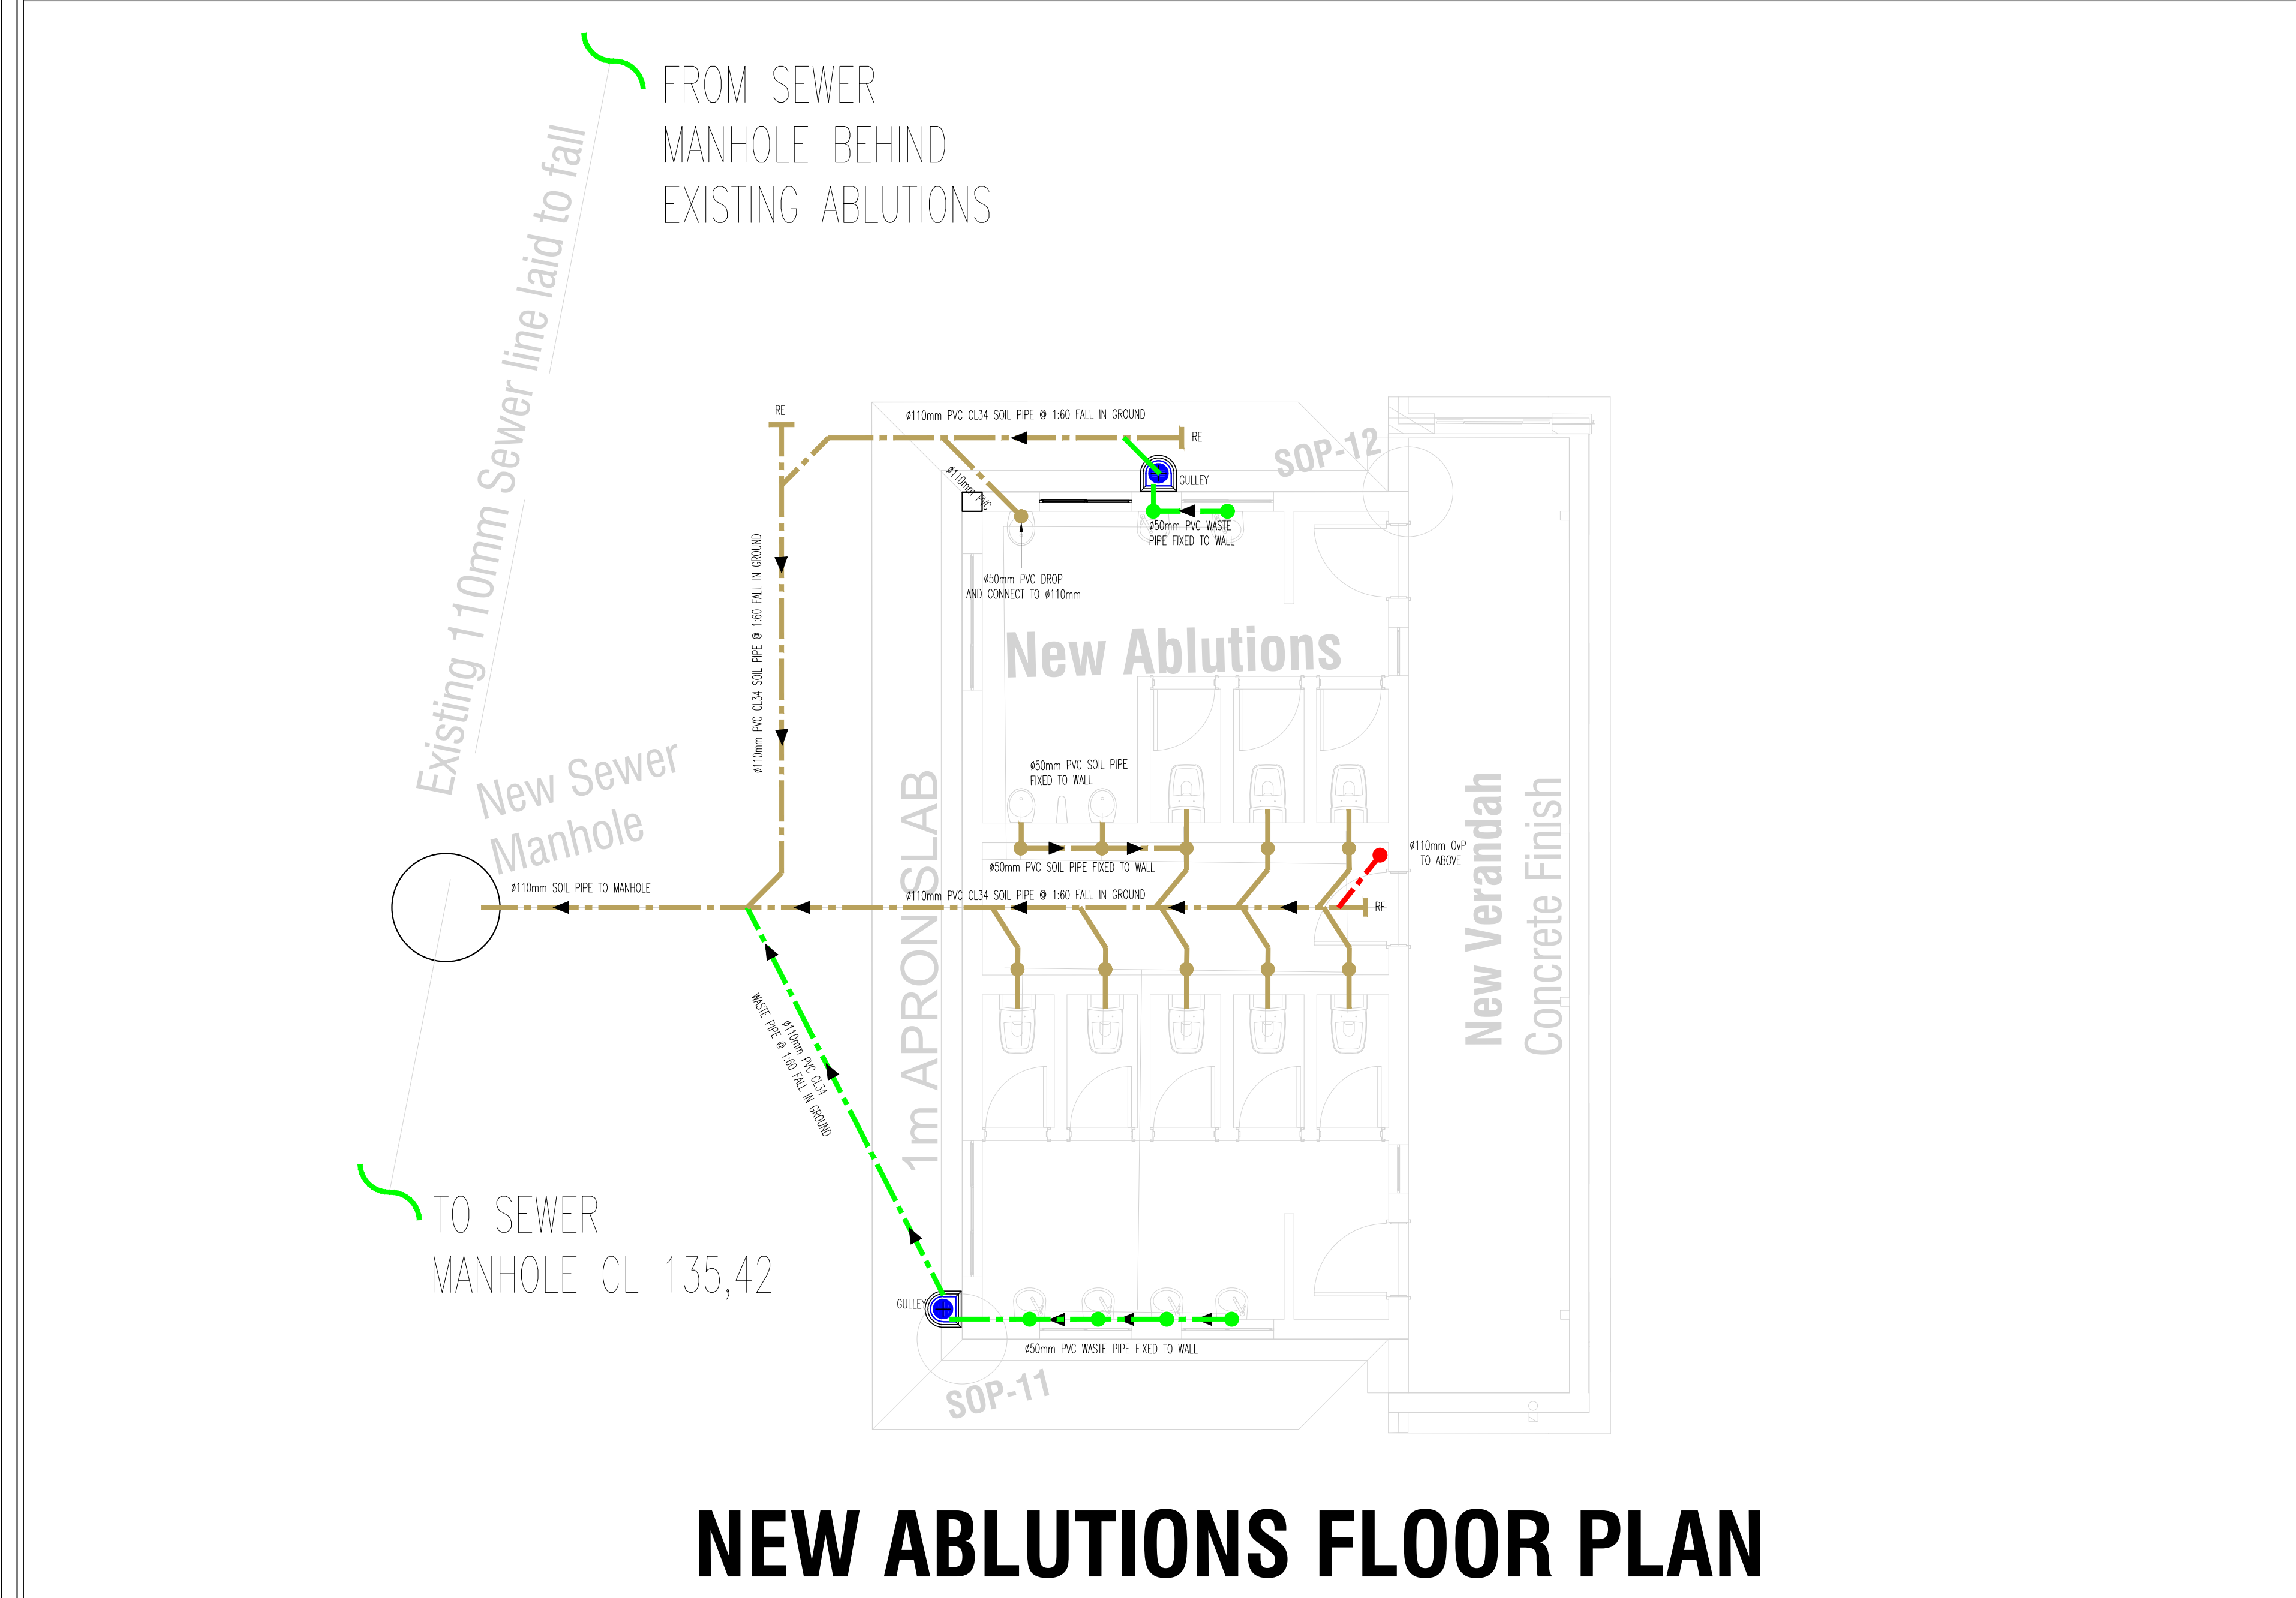 FROM SEWER
MANHOLE BEHIND
EXISTING ABLUTIONS
Existing 110mm Sewer line laid to fall
RE
ø110mm PVC CL34 SOIL PIPE @ 1:60 FALL IN GROUND
RE
SOP-12
ø110mm PVC
GULLEY
ø50mm PVC WASTE
PIPE FIXED TO WALL
ø50mm PVC DROP
AND CONNECT TO ø110mm
ø110mm PVC CL34 SOIL PIPE @ 1:60 FALL IN GROUND
New Ablutions
New Sewer
Manhole
ø50mm PVC SOIL PIPE
FIXED TO WALL
ø50mm PVC SOIL PIPE FIXED TO WALL
ø110mm OvP
TO ABOVE
ø110mm SOIL PIPE TO MANHOLE
ø110mm PVC CL34 SOIL PIPE @ 1:60 FALL IN GROUND
RE
1m APRON SLAB
New Verandah
Concrete Finish
ø110mm PVC CL34
WASTE PIPE @ 1:60 FALL IN GROUND
TO SEWER
MANHOLE CL 135,42
GULLEY
ø50mm PVC WASTE PIPE FIXED TO WALL
SOP-11
NEW ABLUTIONS FLOOR PLAN